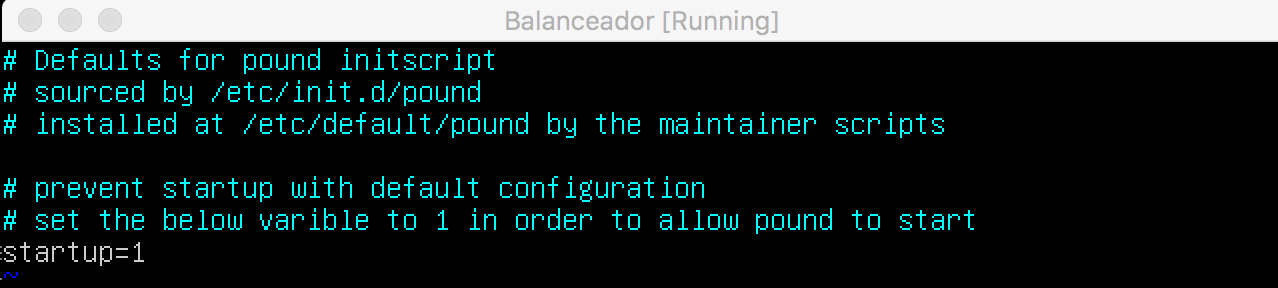 Balanceador [Running]
# Defaults for pound initscript
# sourced by /etc/init.d/pound
# installed at /etc/default/pound by the maintainer scripts
# prevent startup with default configuration
# set the below varible to 1 in order to allow pound to start
startup=1
~